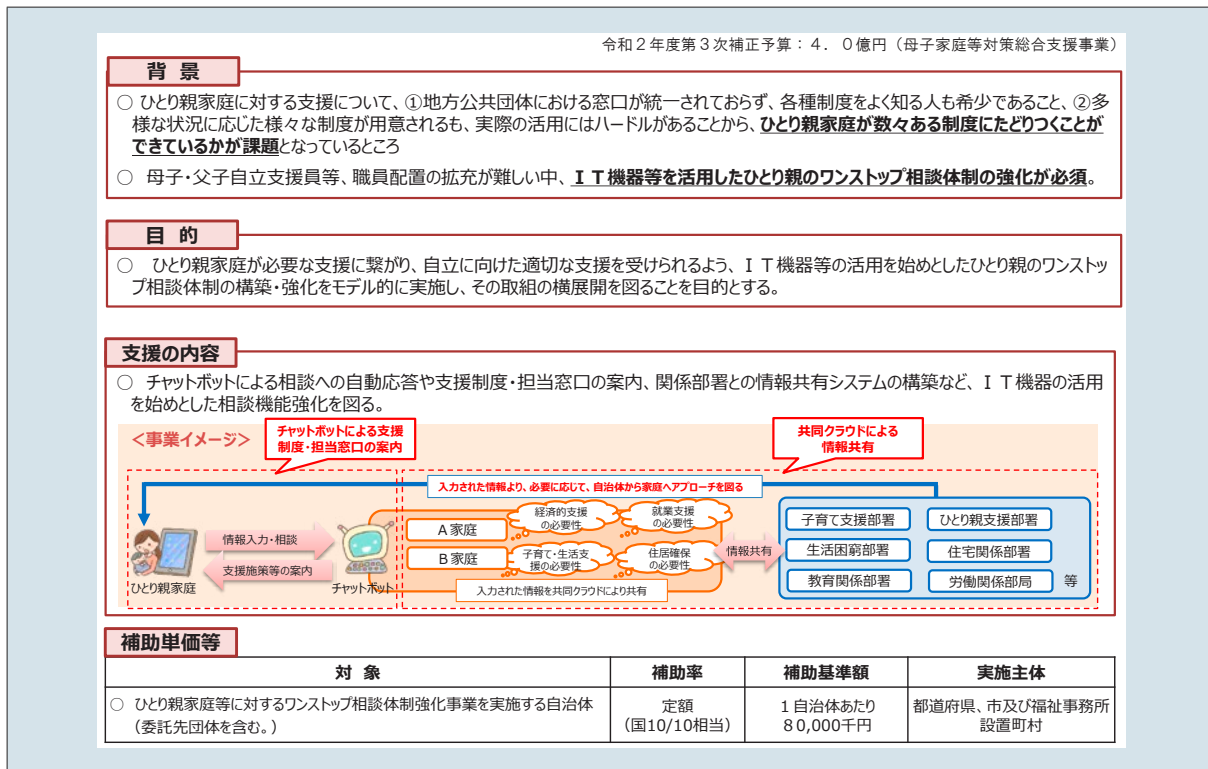 令和２年度第３次補正予算：４．０億円（母子家庭等対策総合支援事業）
背 景
○ ひとり親家庭に対する支援について、①地方公共団体における窓口が統一されておらず、各種制度をよく知る人も希少であること、②多
様な状況に応じた様々な制度が用意されるも、実際の活用にはハードルがあることから、ひとり親家庭が数々ある制度にたどりつくことが
できているかが課題となっているところ
○ 母子・父子自立支援員等、職員配置の拡充が難しい中、ＩＴ機器等を活用したひとり親のワンストップ相談体制の強化が必須。
目 的
○ ひとり親家庭が必要な支援に繋がり、自立に向けた適切な支援を受けられるよう、ＩＴ機器等の活用を始めとしたひとり親のワンストッ
プ相談体制の構築・強化をモデル的に実施し、その取組の横展開を図ることを目的とする。
支援の内容
○ チャットボットによる相談への自動応答や支援制度・担当窓口の案内、関係部署との情報共有システムの構築など、ＩＴ機器の活用
を始めとした相談機能強化を図る。
＜事業イメージ＞
チャットボットによる支援
制度・担当窓口の案内
共同クラウドによる
情報共有
入力された情報より、必要に応じて、自治体から家庭へアプローチを図る
情報入力・相談
支援施策等の案内
ひとり親家庭
チャットボット
Ａ家庭
Ｂ家庭
経済的支援
の必要性
就業支援
の必要性
子育て・生活支
援の必要性
住居確保
の必要性
入力された情報を共同クラウドにより共有
情報共有
子育て支援部署
ひとり親支援部署
生活困窮部署
住宅関係部署
教育関係部署
労働関係部局
等
補助単価等
対 象
補助率
補助基準額
実施主体
○ ひとり親家庭等に対するワンストップ相談体制強化事業を実施する自治体
（委託先団体を含む。）
定額
（国10/10相当）
１自治体あたり
８０,０００千円
都道府県、市及び福祉事務所
設置町村